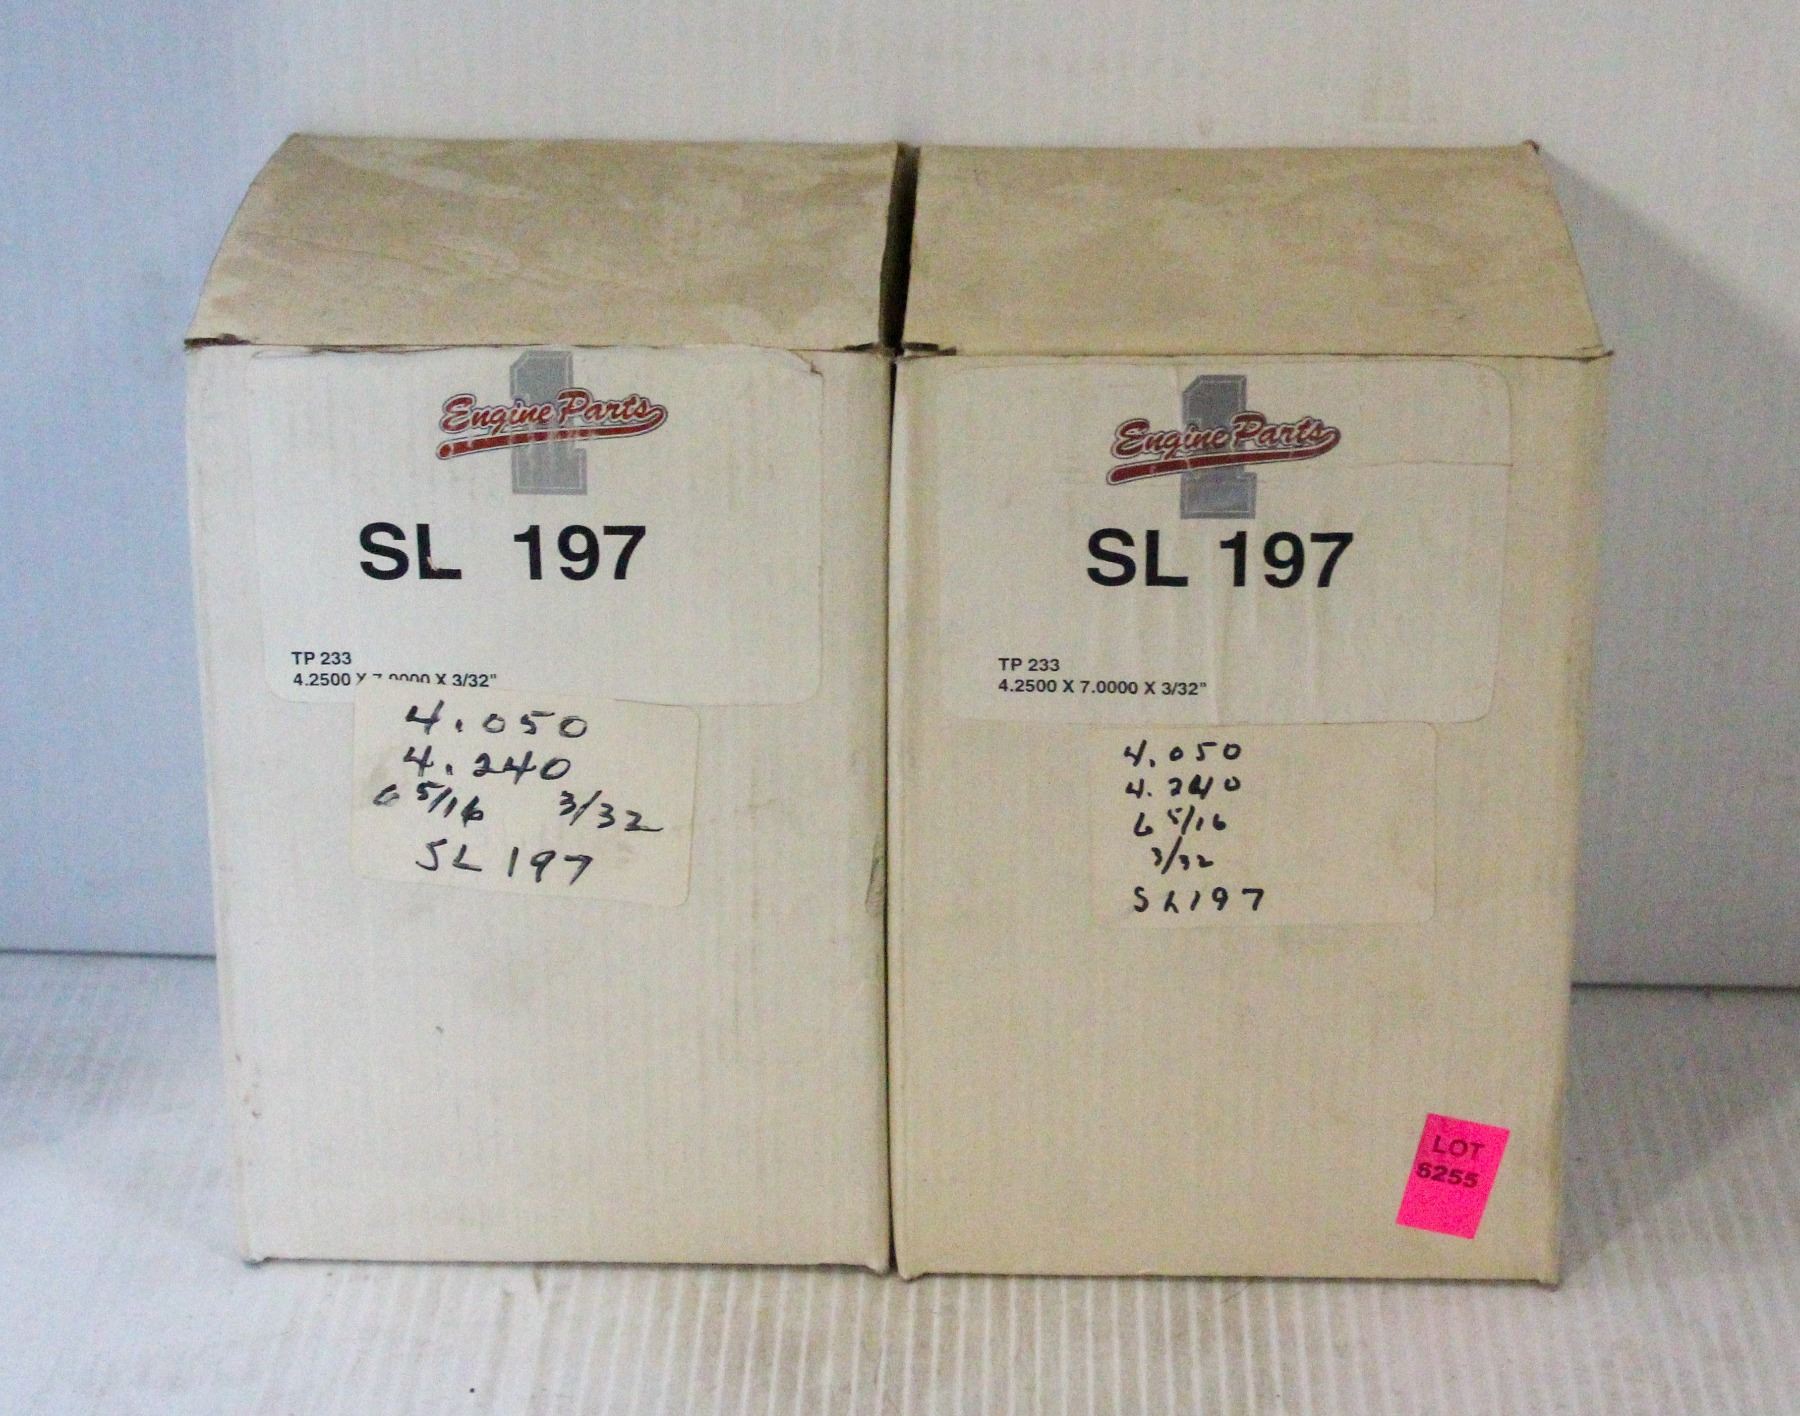 Engine Parts
1
SL 197
TP 233
4.2500 X 7.0000 X 3/32"
4.050
4.240
6 5/16 3/32
SL 197
Engine Parts
1
SL 197
TP 233
4.2500 X 7.0000 X 3/32"
4.050
4.240
6 5/16
3/32
SL197
LOT
6255